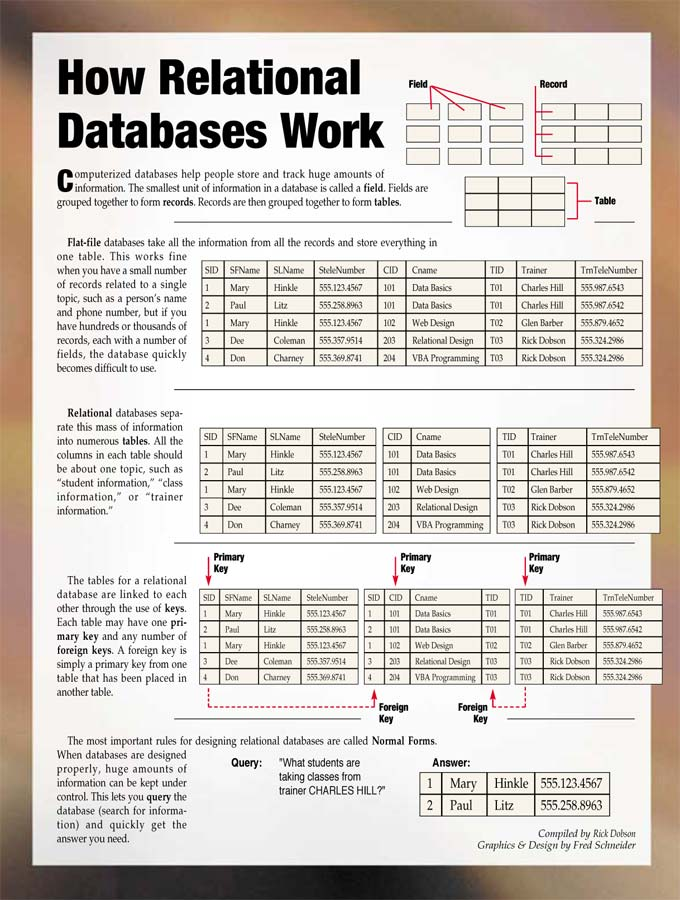 How Relational
Databases Work
Field
Record
Table
Computerized databases help people store and track huge amounts of
information. The smallest unit of information in a database is called a field. Fields are
grouped together to form records. Records are then grouped together to form tables.
Flat-file databases take all the information from all the records and store everything in
one table. This works fine
when you have a small number
of records related to a single
topic, such as a person's name
and phone number, but if you
have hundreds or thousands of
records, each with a number of
fields, the database quickly
becomes difficult to use.
SID SFName SLName SteleNumber CID Cname TID Trainer TrnTeleNumber
1 Mary Hinkle 555.123.4567 101 Data Basics T01 Charles Hill 555.987.6543
2 Paul Litz 555.258.8963 101 Data Basics T01 Charles Hill 555.987.6542
1 Mary Hinkle 555.123.4567 102 Web Design T02 Glen Barber 555.879.4652
3 Dee Coleman 555.357.9514 203 Relational Design T03 Rick Dobson 555.324.2986
4 Don Charney 555.369.8741 204 VBA Programming T03 Rick Dobson 555.324.2986
Relational databases sepa-
rate this mass of information
into numerous tables. All the
columns in each table should
be about one topic, such as
"student information," "class
information," or "trainer
information."
SID SFName SLName SteleNumber CID Cname TID Trainer TrnTeleNumber
1 Mary Hinkle 555.123.4567 101 Data Basics T01 Charles Hill 555.987.6543
2 Paul Litz 555.258.8963 101 Data Basics T01 Charles Hill 555.987.6542
1 Mary Hinkle 555.123.4567 102 Web Design T02 Glen Barber 555.879.4652
3 Dee Coleman 555.357.9514 203 Relational Design T03 Rick Dobson 555.324.2986
4 Don Charney 555.369.8741 204 VBA Programming T03 Rick Dobson 555.324.2986
The tables for a relational
database are linked to each
other through the use of keys.
Each table may have one pri-
mary key and any number of
foreign keys. A foreign key is
simply a primary key from one
table that has been placed in
another table.
Primary
Key
Primary
Key
Primary
Key
SID SFName SLName SteleNumber SID CID Cname TID TID Trainer TrnTeleNumber
1 Mary Hinkle 555.123.4567 1 101 Data Basics T01 T01 Charles Hill 555.987.6543
2 Paul Litz 555.258.8963 2 101 Data Basics T01 T01 Charles Hill 555.987.6542
1 Mary Hinkle 555.123.4567 1 102 Web Design T02 T02 Glen Barber 555.879.4652
3 Dee Coleman 555.357.9514 3 203 Relational Design T03 T03 Rick Dobson 555.324.2986
4 Don Charney 555.369.8741 4 204 VBA Programming T03 T03 Rick Dobson 555.324.2986
Foreign
Key
Foreign
Key
The most important rules for designing relational databases are called Normal Forms.
When databases are designed
properly, huge amounts of
information can be kept under
control. This lets you query the
database (search for informa-
tion) and quickly get the
answer you need.
Query:
"What students are
taking classes from
trainer CHARLES HILL?"
Answer:
1 Mary Hinkle 555.123.4567
2 Paul Litz 555.258.8963
Compiled by Rick Dobson
Graphics & Design by Fred Schneider